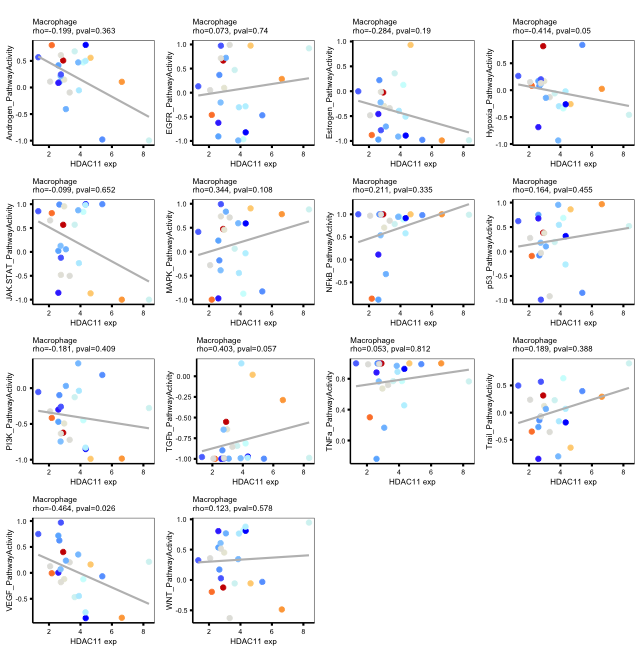 Macrophage
rho=-0.199, pval=0.363
Androgen_PathwayActivity
1.0
0.5
0.0
-0.5
-1.0
2 4 6 8
HDAC11 exp
Macrophage
rho=0.073, pval=0.74
EGFR_PathwayActivity
1.0
0.5
0.0
-0.5
-1.0
2 4 6 8
HDAC11 exp
Macrophage
rho=-0.284, pval=0.19
Estrogen_PathwayActivity
1.0
0.5
0.0
-0.5
-1.0
2 4 6 8
HDAC11 exp
Macrophage
rho=-0.414, pval=0.05
Hypoxia_PathwayActivity
1.0
0.5
0.0
-0.5
-1.0
2 4 6 8
HDAC11 exp
Macrophage
rho=-0.099, pval=0.652
JAK.STAT_PathwayActivity
1.0
0.5
0.0
-0.5
-1.0
2 4 6 8
HDAC11 exp
Macrophage
rho=0.344, pval=0.108
MAPK_PathwayActivity
1.0
0.5
0.0
-0.5
-1.0
2 4 6 8
HDAC11 exp
Macrophage
rho=0.211, pval=0.335
NFkB_PathwayActivity
1.0
0.5
0.0
-0.5
2 4 6 8
HDAC11 exp
Macrophage
rho=0.164, pval=0.455
p53_PathwayActivity
1.0
0.5
0.0
-0.5
-1.0
2 4 6 8
HDAC11 exp
Macrophage
rho=-0.181, pval=0.409
PI3K_PathwayActivity
0.0
-0.5
-1.0
2 4 6 8
HDAC11 exp
Macrophage
rho=0.403, pval=0.057
TGFb_PathwayActivity
0.00
-0.25
-0.50
-0.75
-1.00
2 4 6 8
HDAC11 exp
Macrophage
rho=0.053, pval=0.812
TNFa_PathwayActivity
0.8
0.4
0.0
2 4 6 8
HDAC11 exp
Macrophage
rho=0.189, pval=0.388
Trail_PathwayActivity
1.0
0.5
0.0
-0.5
2 4 6 8
HDAC11 exp
Macrophage
rho=-0.464, pval=0.026
VEGF_PathwayActivity
1.0
0.5
0.0
-0.5
2 4 6 8
HDAC11 exp
Macrophage
rho=0.123, pval=0.578
WNT_PathwayActivity
1.0
0.5
0.0
-0.5
2 4 6 8
HDAC11 exp